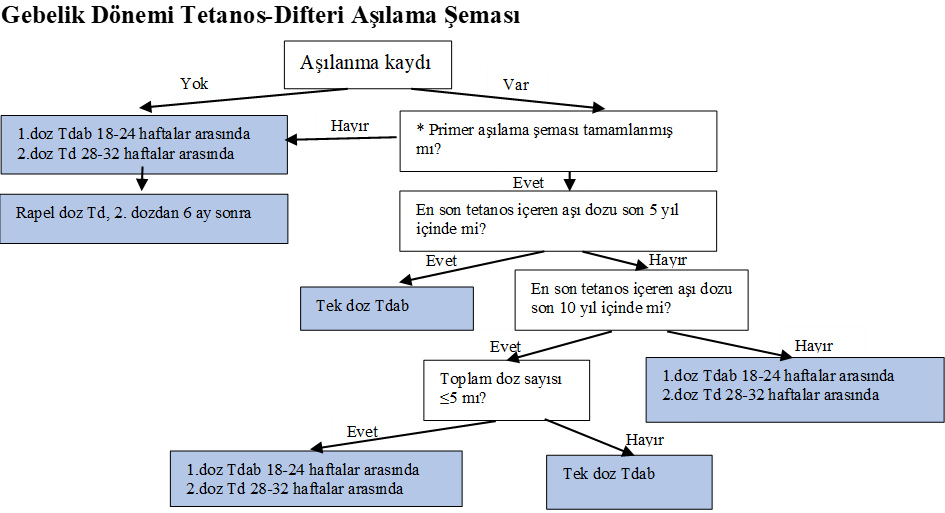 Gebelik Dönemi Tetanos-Difteri Aşılama Şeması
Aşılanma kaydı
Yok
Var
1.doz Tdab 18-24 haftalar arasında
2.doz Td 28-32 haftalar arasında
Hayır
* Primer aşılama şeması tamamlanmış
mı?
Evet
Rapel doz Td, 2. dozdan 6 ay sonra
En son tetanos içeren aşı dozu son 5 yıl
içinde mi?
Evet
Hayır
Tek doz Tdab
En son tetanos içeren aşı dozu
son 10 yıl içinde mi?
Evet
Hayır
Toplam doz sayısı
≤5 mı?
1.doz Tdab 18-24 haftalar arasında
2.doz Td 28-32 haftalar arasında
Evet
Hayır
1.doz Tdab 18-24 haftalar arasında
2.doz Td 28-32 haftalar arasında
Tek doz Tdab